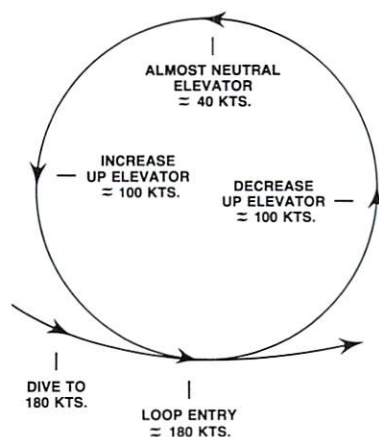 ALMOST NEUTRAL
ELEVATOR
≈ 40 KTS.
INCREASE
UP ELEVATOR
≈ 100 KTS.
DECREASE
UP ELEVATOR
≈ 100 KTS.
DIVE TO
180 KTS.
LOOP ENTRY
≈ 180 KTS.